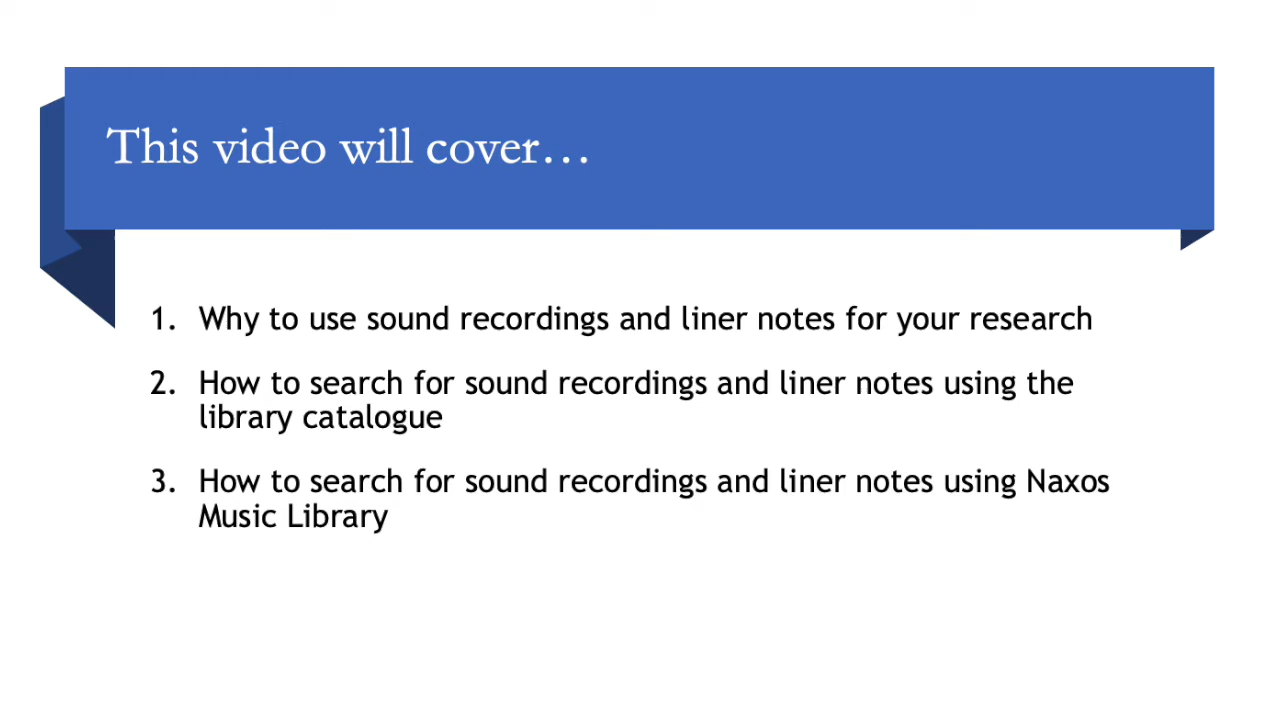 This video will cover…
1. Why to use sound recordings and liner notes for your research
2. How to search for sound recordings and liner notes using the
library catalogue
3. How to search for sound recordings and liner notes using Naxos
Music Library